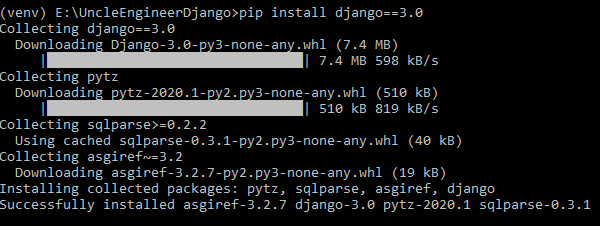 (venv) E:\UncleEngineerDjango>pip install django==3.0
Collecting django==3.0
  Downloading Django-3.0-py3-none-any.whl (7.4 MB)
     |████████████████████████████████| 7.4 MB 598 kB/s
Collecting pytz
  Downloading pytz-2020.1-py2.py3-none-any.whl (510 kB)
     |████████████████████████████████| 510 kB 819 kB/s
Collecting sqlparse>=0.2.2
  Using cached sqlparse-0.3.1-py2.py3-none-any.whl (40 kB)
Collecting asgiref~=3.2
  Downloading asgiref-3.2.7-py2.py3-none-any.whl (19 kB)
Installing collected packages: pytz, sqlparse, asgiref, django
Successfully installed asgiref-3.2.7 django-3.0 pytz-2020.1 sqlparse-0.3.1